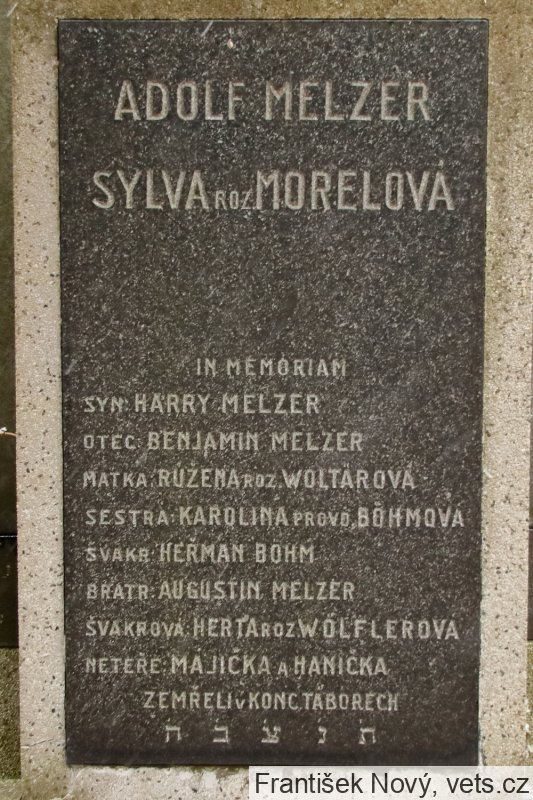 ADOLF MELZER
SYLVA ROZ. MORELOVÁ
IN MEMORIAM
SYN: HARRY MELZER
OTEC: BENJAMIN MELZER
MATKA: RŮŽENA ROZ. WOLTÁROVÁ
SESTRA: KAROLINA PROVD. BÖHMOVÁ
ŠVAKR: HEŘMAN BÖHM
BRATR: AUGUSTIN MELZER
ŠVAKROVÁ: HERTA ROZ. WÖLFLEROVÁ
NETEŘE: MAJIČKA A HANIČKA
ZEMŘELI V KONC. TÁBORECH
ת נ צ ב ה
František Nový, vets.cz